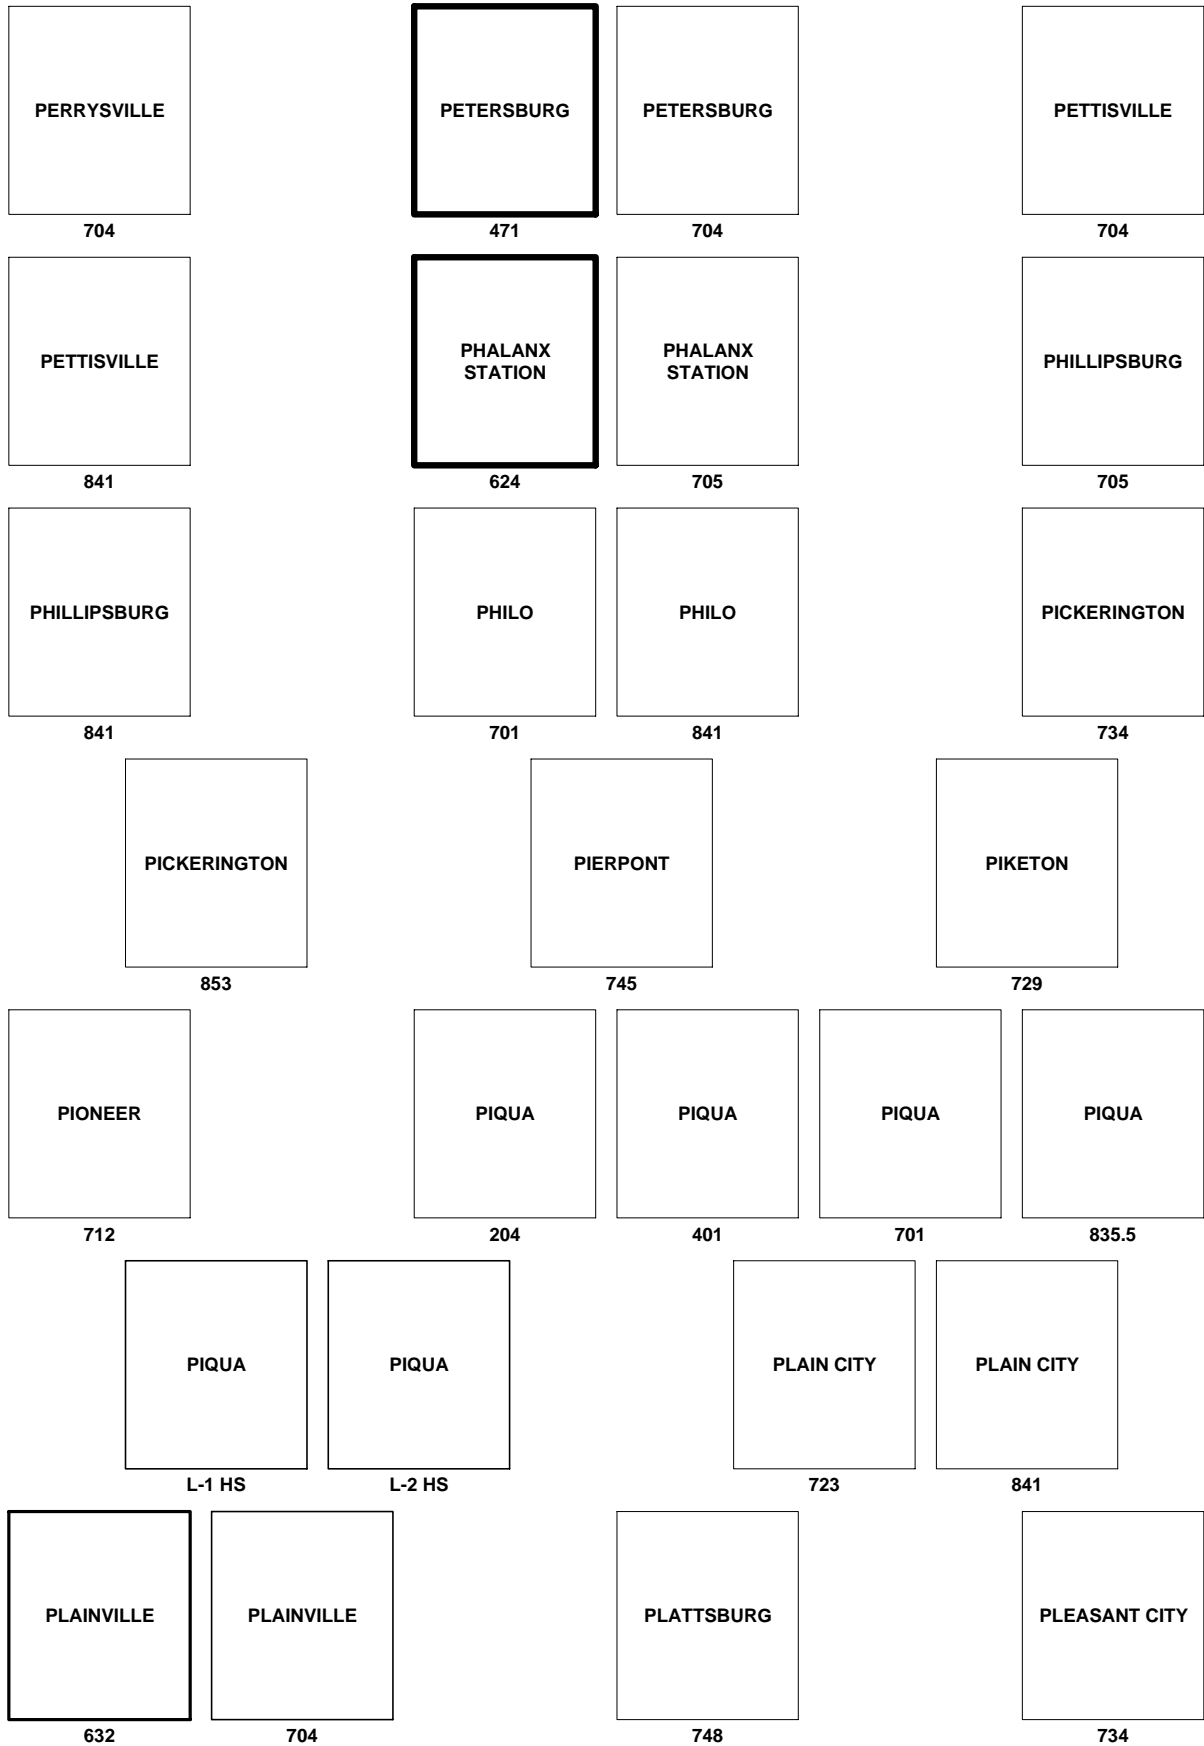 PERRYSVILLE
PETERSBURG
PETERSBURG
PETTISVILLE
704
471
704
704
PETTISVILLE
PHALANX
STATION
PHALANX
STATION
PHILLIPSBURG
841
624
705
705
PHILLIPSBURG
PHILO
PHILO
PICKERINGTON
841
701
841
734
PICKERINGTON
PIERPONT
PIKETON
853
745
729
PIONEER
PIQUA
PIQUA
PIQUA
PIQUA
712
204
401
701
835.5
PIQUA
PIQUA
PLAIN CITY
PLAIN CITY
L-1 HS
L-2 HS
723
841
PLAINVILLE
PLAINVILLE
PLATTSBURG
PLEASANT CITY
632
704
748
734